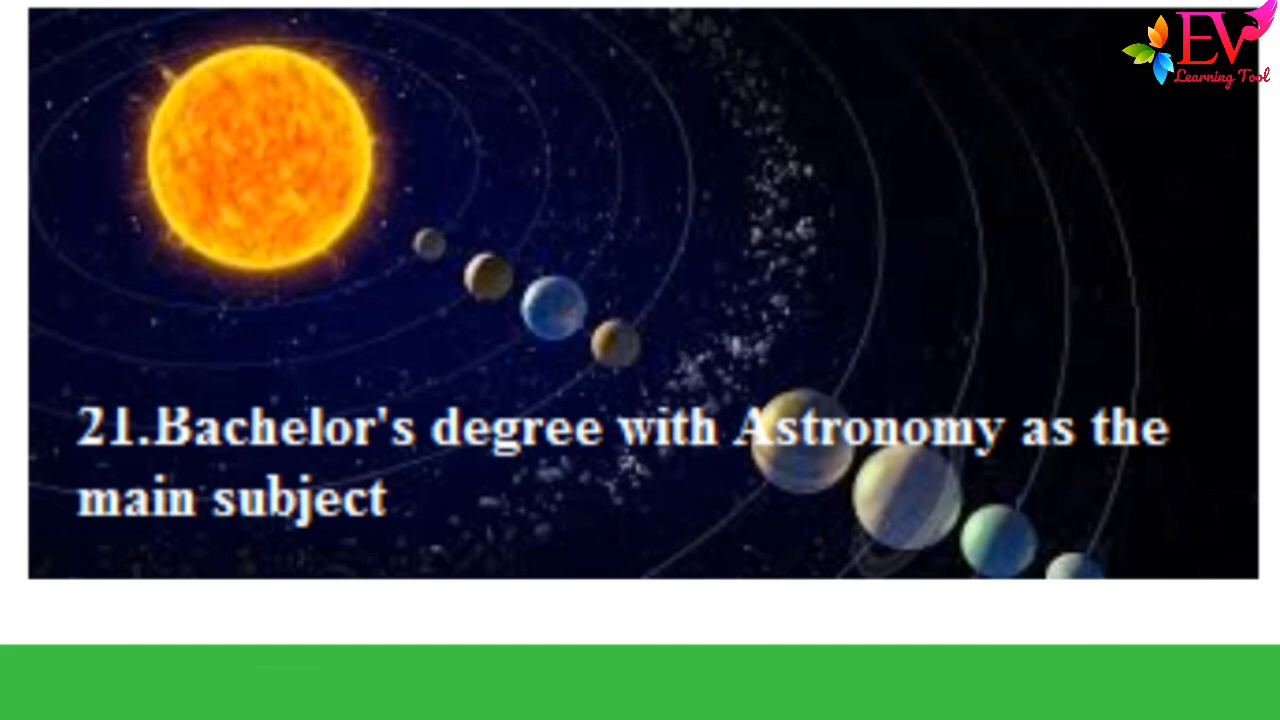 EV
Learning Tool
21.Bachelor's degree with Astronomy as the
main subject